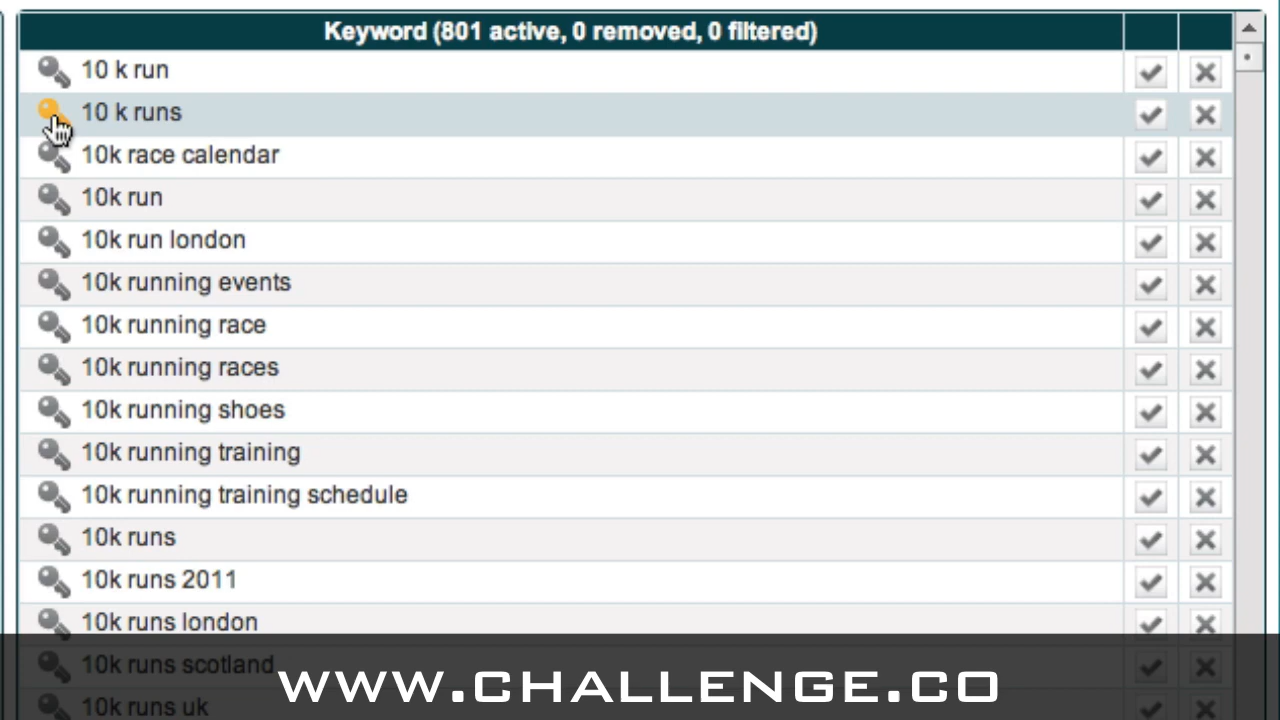 Keyword (801 active, 0 removed, 0 filtered)
10 k run
10 k runs
10k race calendar
10k run
10k run london
10k running events
10k running race
10k running races
10k running shoes
10k running training
10k running training schedule
10k runs
10k runs 2011
10k runs london
10k runs scotland
WWW.CHALLENGE.CO
10k runs uk